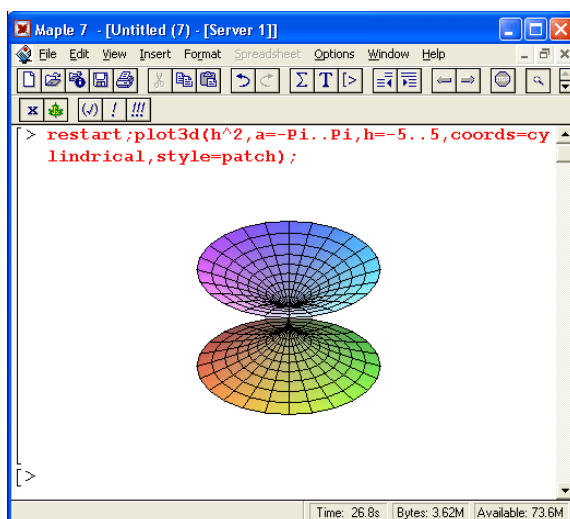 Maple 7 - [Untitled (7) - [Server 1]]
File Edit View Insert Format Spreadsheet Options Window Help
Σ T [> STOP
x (√) ! !!!
[> restart;plot3d(h^2,a=-Pi..Pi,h=-5..5,coords=cy
lindrical,style=patch);
[>
Time: 26.8s Bytes: 3.62M Available: 73.6M